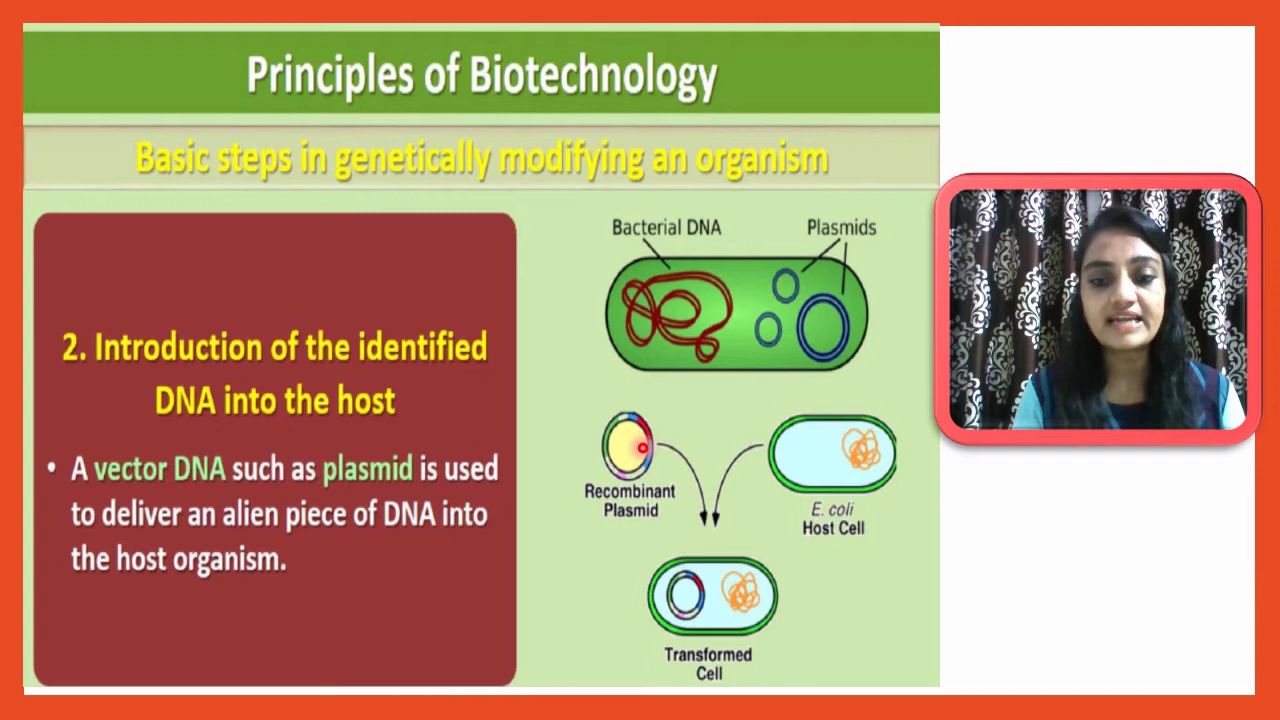 Principles of Biotechnology
Basic steps in genetically modifying an organism
2. Introduction of the identified
DNA into the host
• A vector DNA such as plasmid is used
to deliver an alien piece of DNA into
the host organism.
Bacterial DNA
Plasmids
Recombinant
Plasmid
E. coli
Host Cell
Transformed
Cell